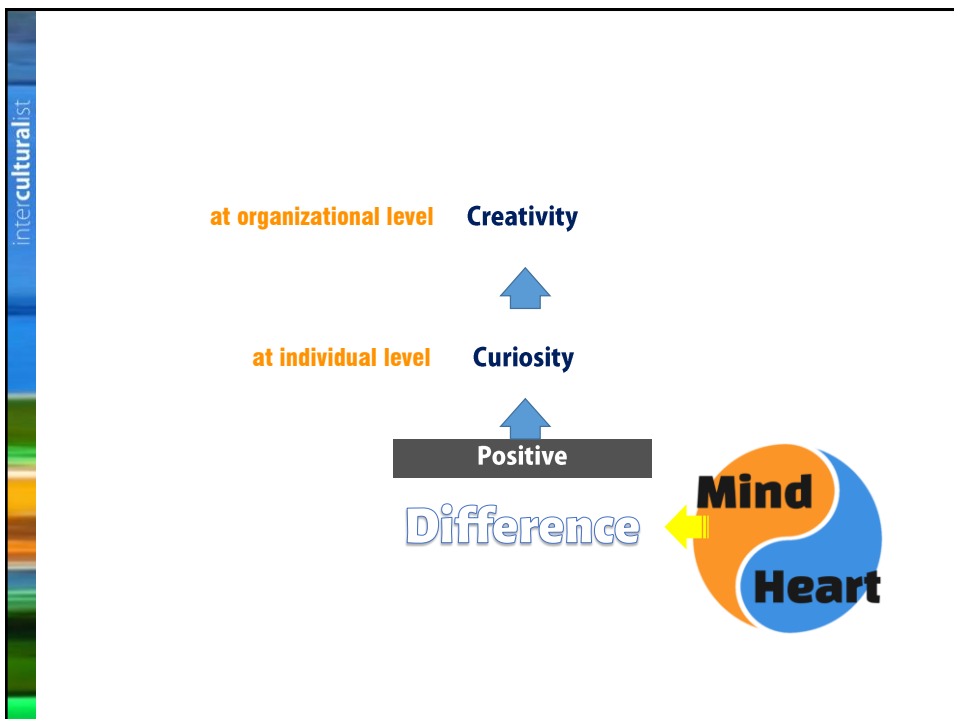 interculturalist
at organizational level Creativity
at individual level Curiosity
Positive
Difference
Mind
Heart